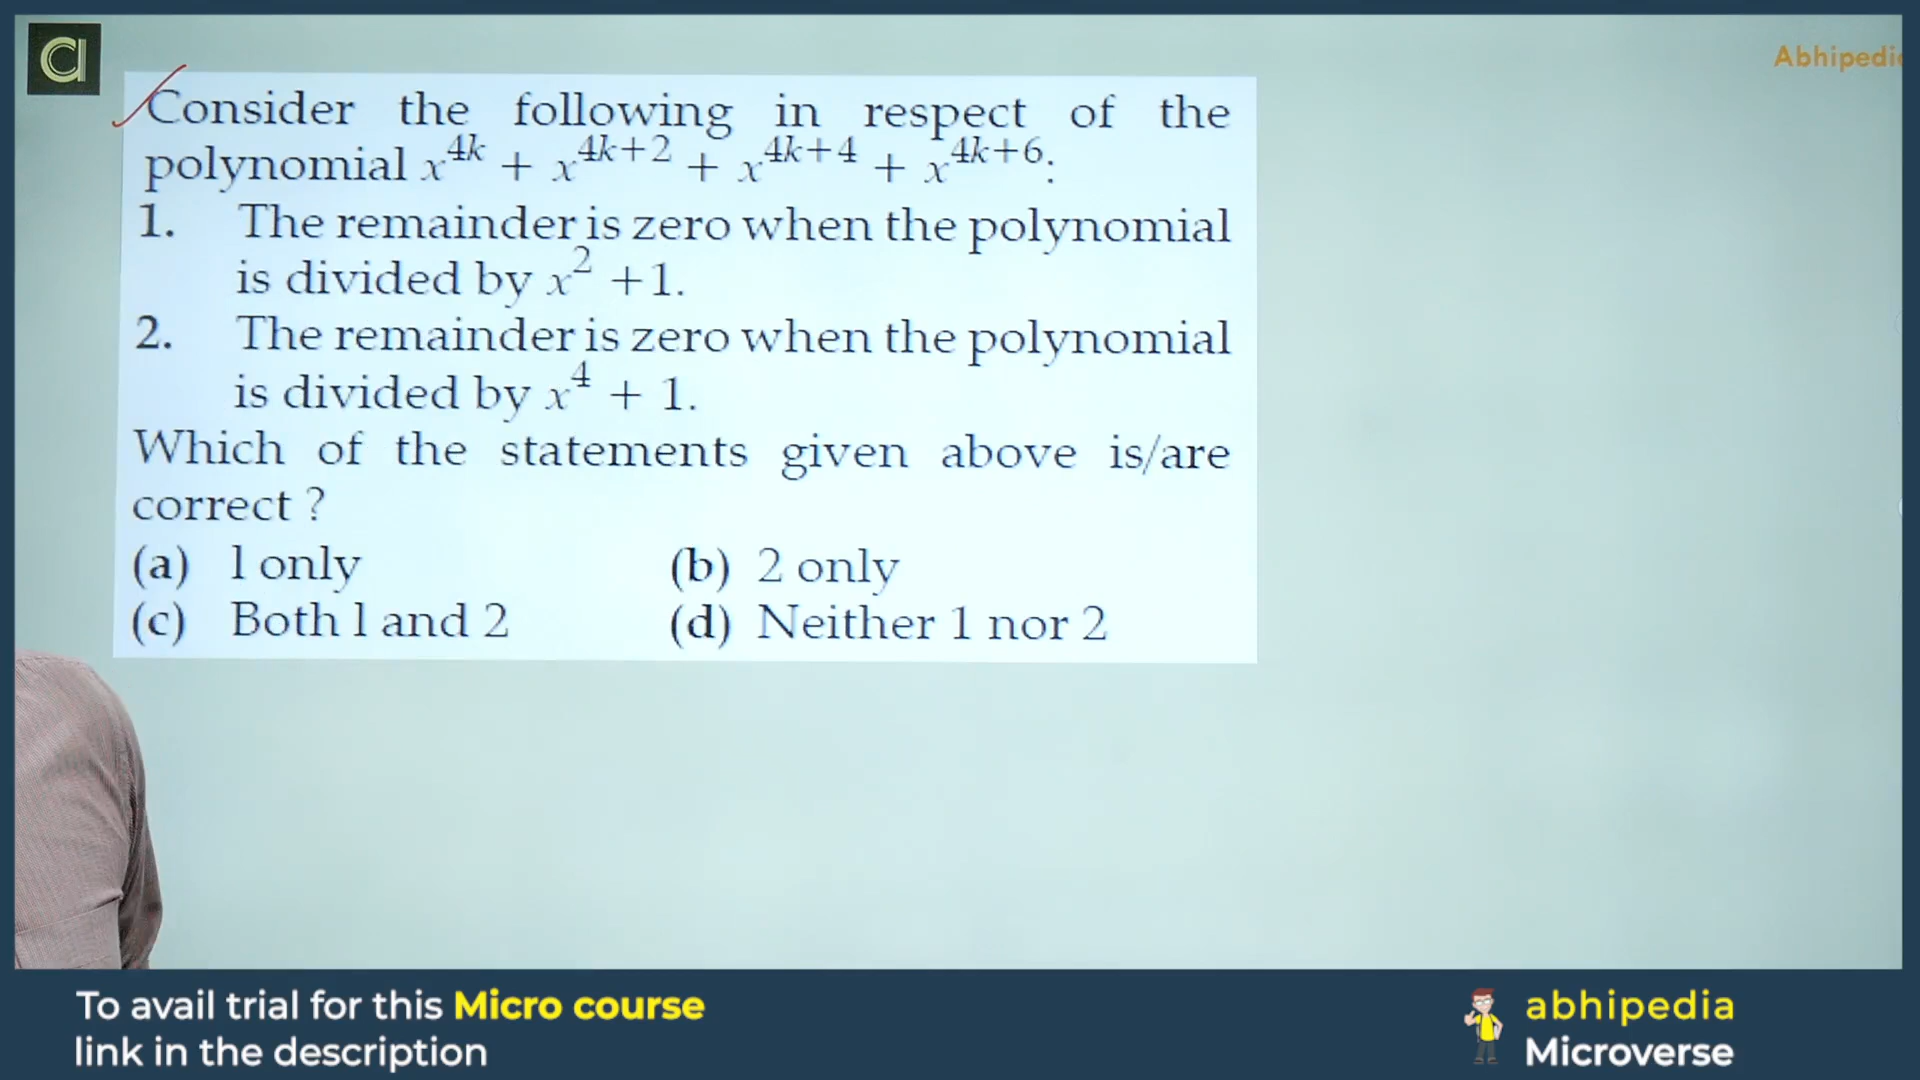 Abhipedi
Consider the following in respect of the
polynomial x^{4k} + x^{4k+2} + x^{4k+4} + x^{4k+6}:
1. The remainder is zero when the polynomial
is divided by x^2 +1.
2. The remainder is zero when the polynomial
is divided by x^4 + 1.
Which of the statements given above is/are
correct ?
(a) 1 only (b) 2 only
(c) Both 1 and 2 (d) Neither 1 nor 2
To avail trial for this Micro course
link in the description
abhipedia
Microverse